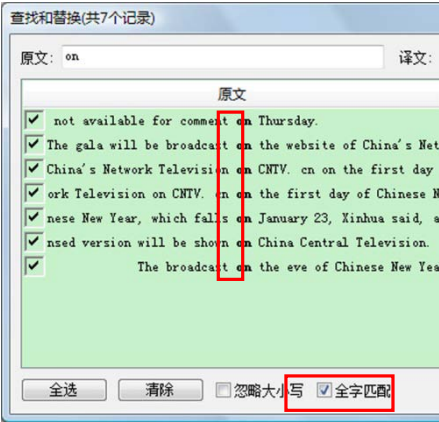 查找和替换(共7个记录)
原文: on 译文:
原文
not available for comment on Thursday.
The gala will be broadcast on the website of China's Net
China's Network Television on CNTV. cn on the first day
ork Television on CNTV. cn on the first day of Chinese N
nese New Year, which falls on January 23, Xinhua said, a
nsed version will be shown on China Central Television.
The broadcast on the eve of Chinese New Yea
全选 清除 忽略大小写 全字匹配